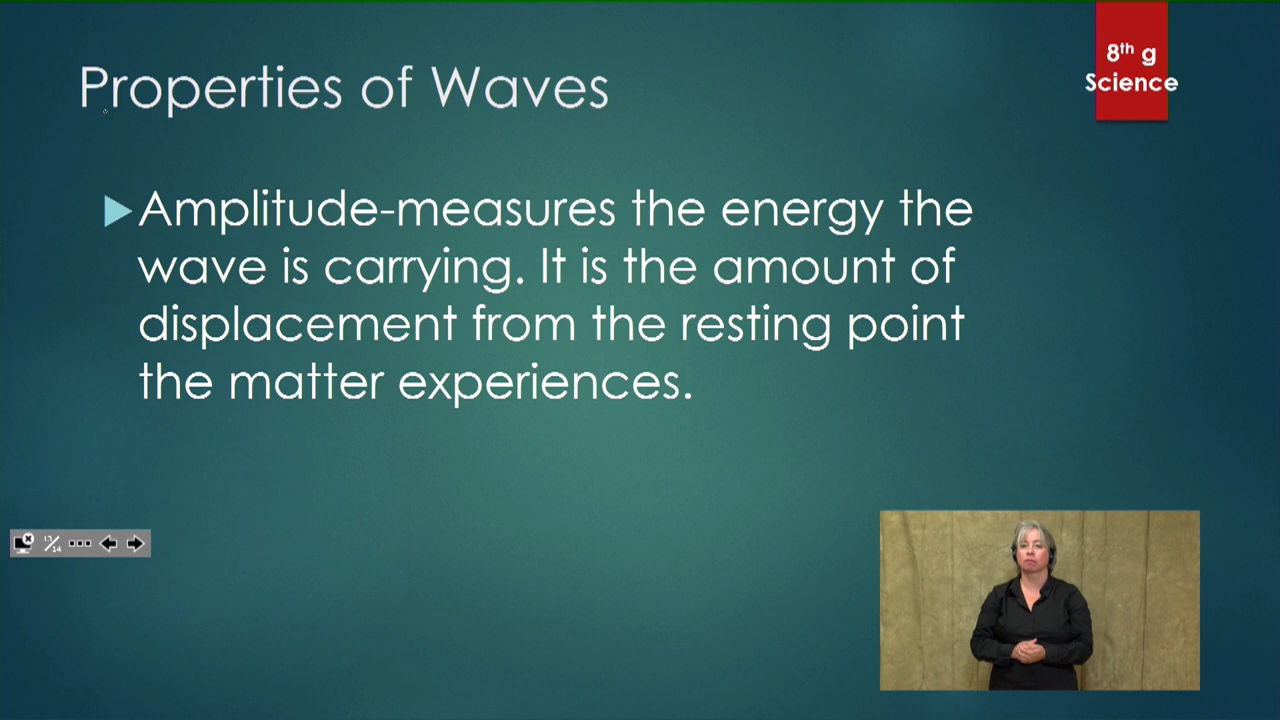 Properties of Waves
8th g
Science
Amplitude-measures the energy the
wave is carrying. It is the amount of
displacement from the resting point
the matter experiences.